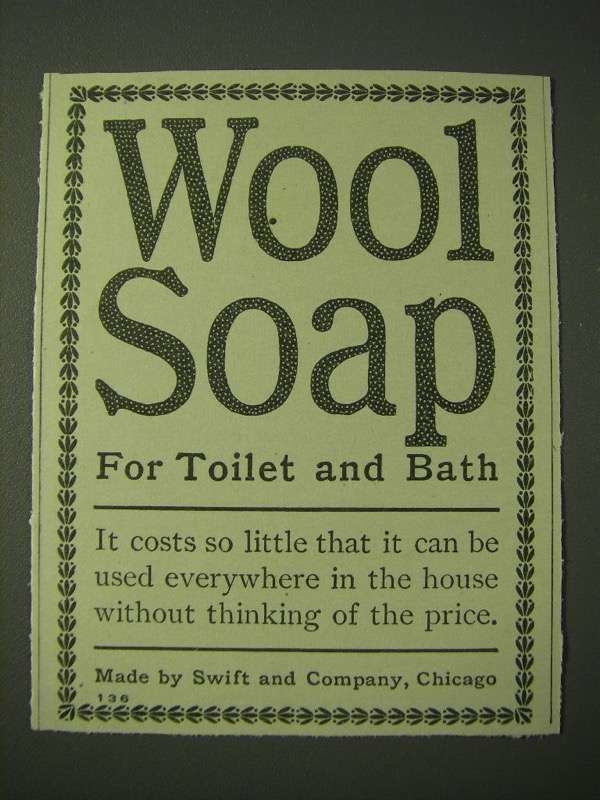 Wool
Soap
For Toilet and Bath
It costs so little that it can be
used everywhere in the house
without thinking of the price.
Made by Swift and Company, Chicago
136